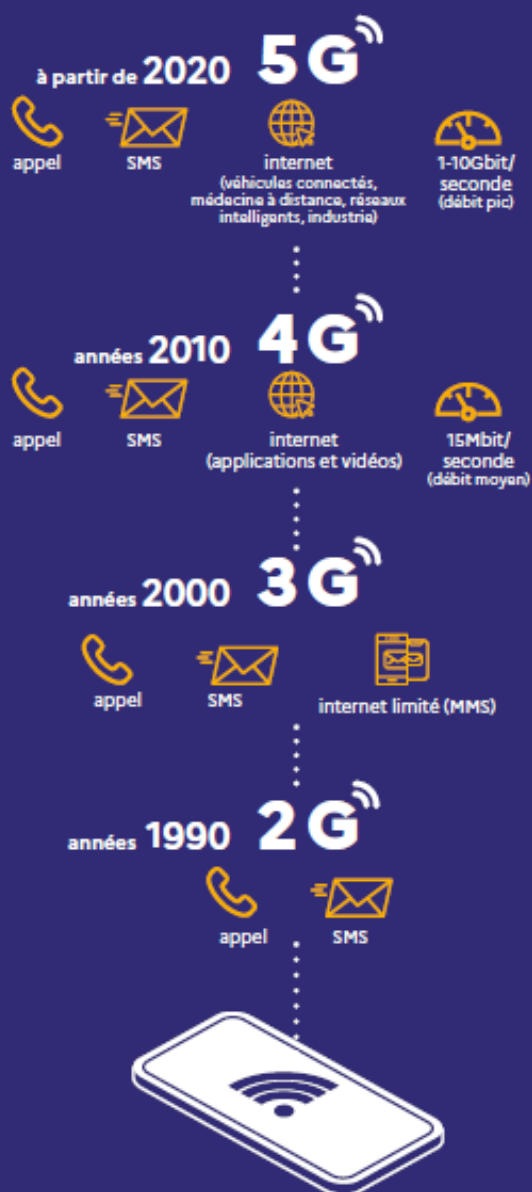 à partir de 2020 5G
appel
SMS
internet
(véhicules connectés,
médecine à distance, réseaux
intelligents, industrie)
1-10Gbit/
seconde
(débit pic)
années 2010 4G
appel
SMS
internet
(applications et vidéos)
15Mbit/
seconde
(débit moyen)
années 2000 3G
appel
SMS
internet limité (MMS)
années 1990 2G
appel
SMS